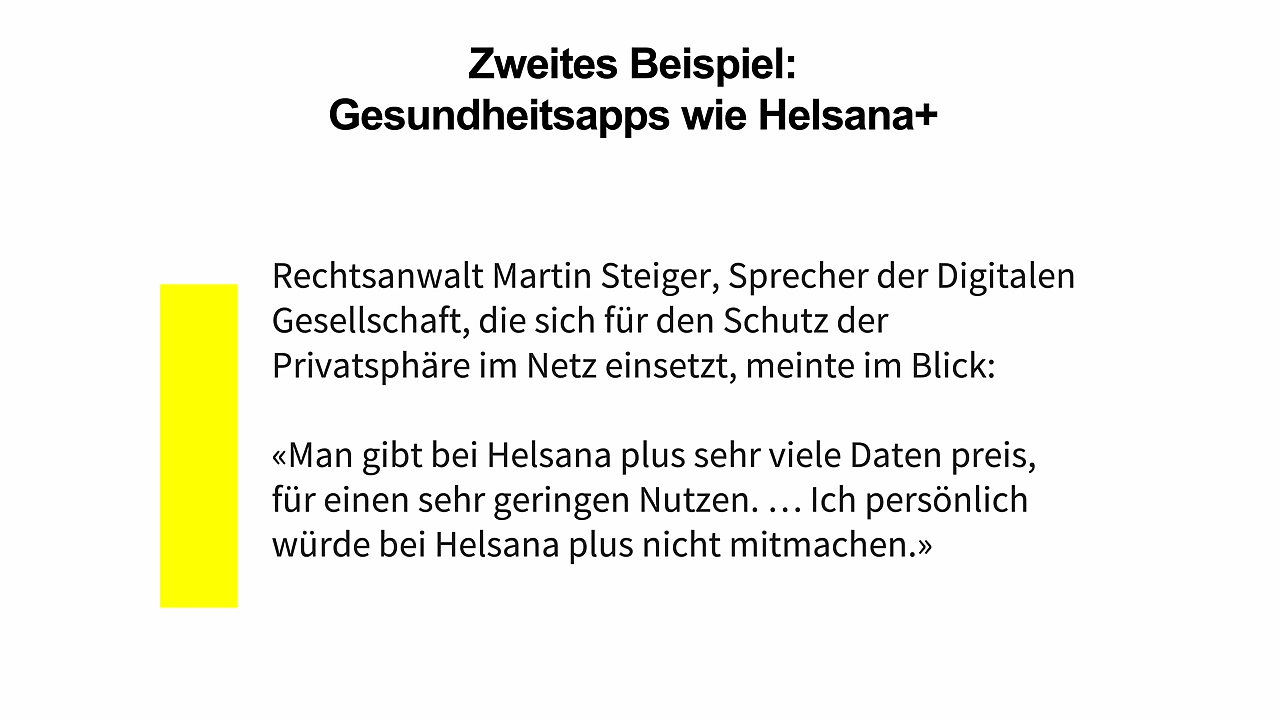 Zweites Beispiel:
Gesundheitsapps wie Helsana+
Rechtsanwalt Martin Steiger, Sprecher der Digitalen
Gesellschaft, die sich für den Schutz der
Privatsphäre im Netz einsetzt, meinte im Blick:
«Man gibt bei Helsana plus sehr viele Daten preis,
für einen sehr geringen Nutzen. … Ich persönlich
würde bei Helsana plus nicht mitmachen.»